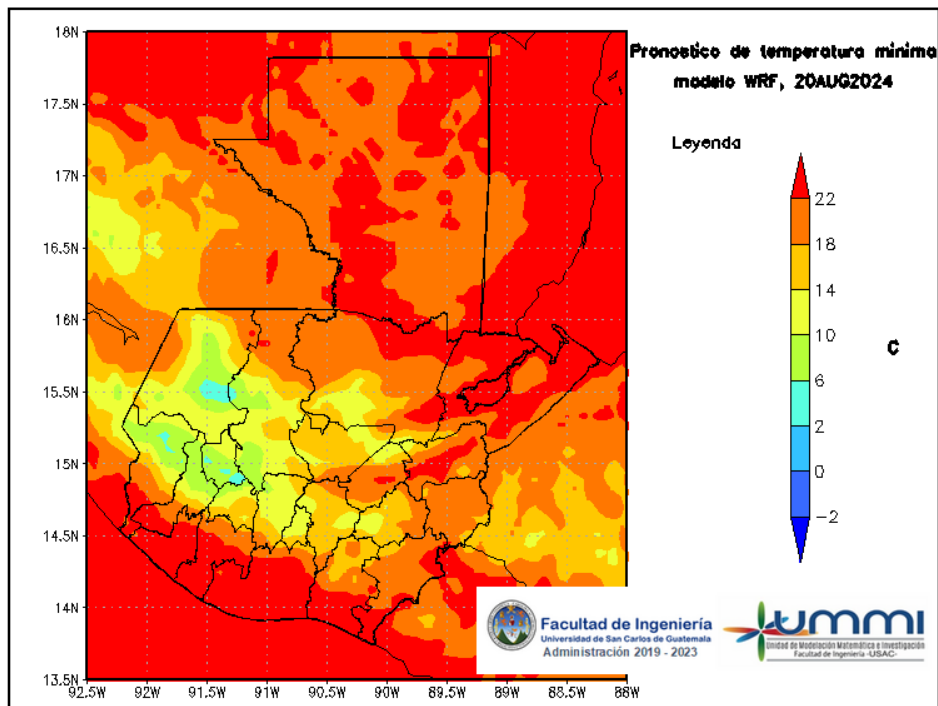 Pronostico de temperatura minima
modelo WRF, 20AUG2024
Leyenda
22
18
14
10
6
2
0
−2
C
18N
17.5N
17N
16.5N
16N
15.5N
15N
14.5N
14N
13.5N
92.5W 92W 91.5W 91W 90.5W 90W 89.5W 89W 88.5W 88W
Facultad de Ingeniería
Universidad de San Carlos de Guatemala
Administración 2019 - 2023
ummi
Unidad de Modelación Matemática e Investigación
Facultad de Ingeniería -USAC-